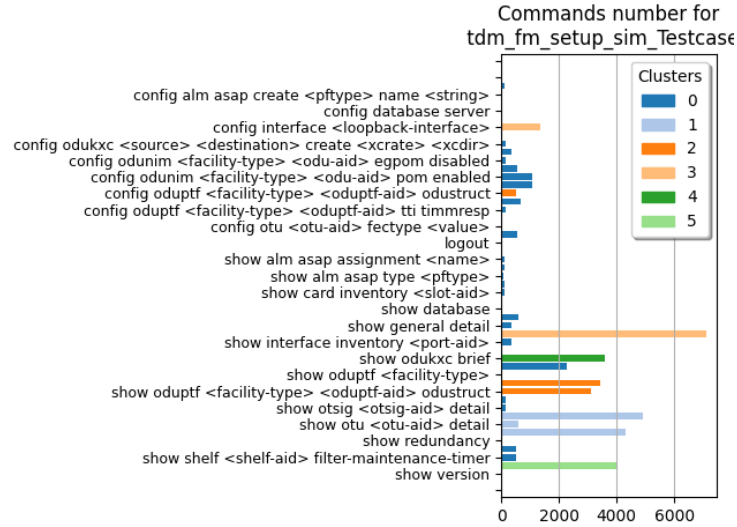 Commands number for
tdm_fm_setup_sim_Testcase
config alm asap create <pftype> name <string>
config database server
config interface <loopback-interface>
config odukxc <source> <destination> create <xcrate> <xcdir>
config odunim <facility-type> <odu-aid> egpom disabled
config odunim <facility-type> <odu-aid> pom enabled
config oduptf <facility-type> <oduptf-aid> odustruct
config oduptf <facility-type> <oduptf-aid> tti timmresp
config otu <otu-aid> fectype <value>
logout
show alm asap assignment <name>
show alm asap type <pftype>
show card inventory <slot-aid>
show database
show general detail
show interface inventory <port-aid>
show odukxc brief
show oduptf <facility-type>
show oduptf <facility-type> <oduptf-aid> odustruct
show otsig <otsig-aid> detail
show otu <otu-aid> detail
show redundancy
show shelf <shelf-aid> filter-maintenance-timer
show version
Clusters
0
1
2
3
4
5
0 2000 4000 6000